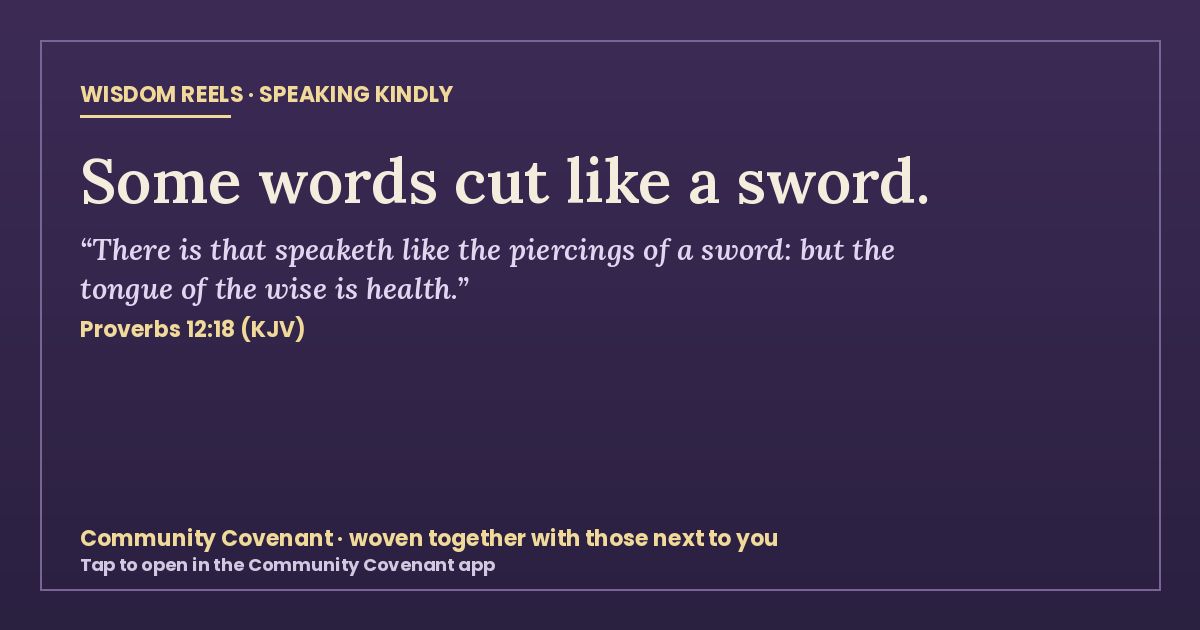 WISDOM REELS · SPEAKING KINDLY
Some words cut like a sword.
“There is that speaketh like the piercings of a sword: but the
tongue of the wise is health.”
Proverbs 12:18 (KJV)
Community Covenant · woven together with those next to you
Tap to open in the Community Covenant app